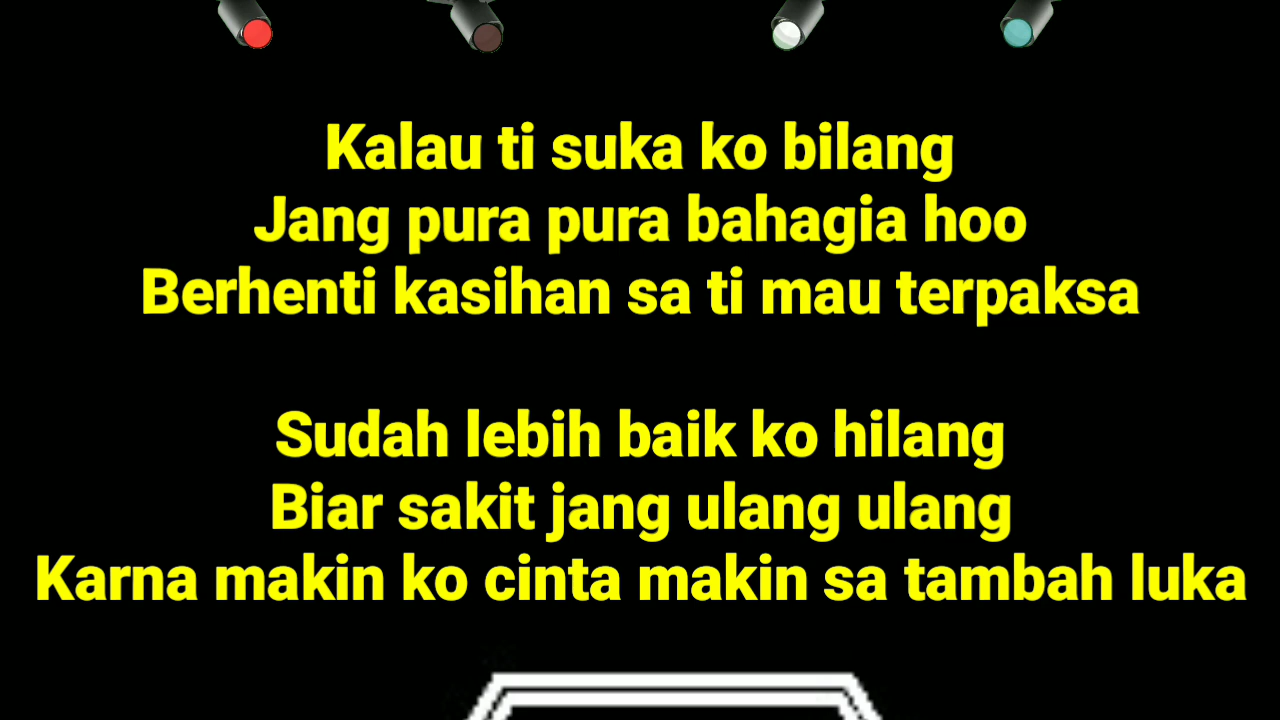 Kalau ti suka ko bilang
Jang pura pura bahagia hoo
Berhenti kasihan sa ti mau terpaksa
Sudah lebih baik ko hilang
Biar sakit jang ulang ulang
Karna makin ko cinta makin sa tambah luka